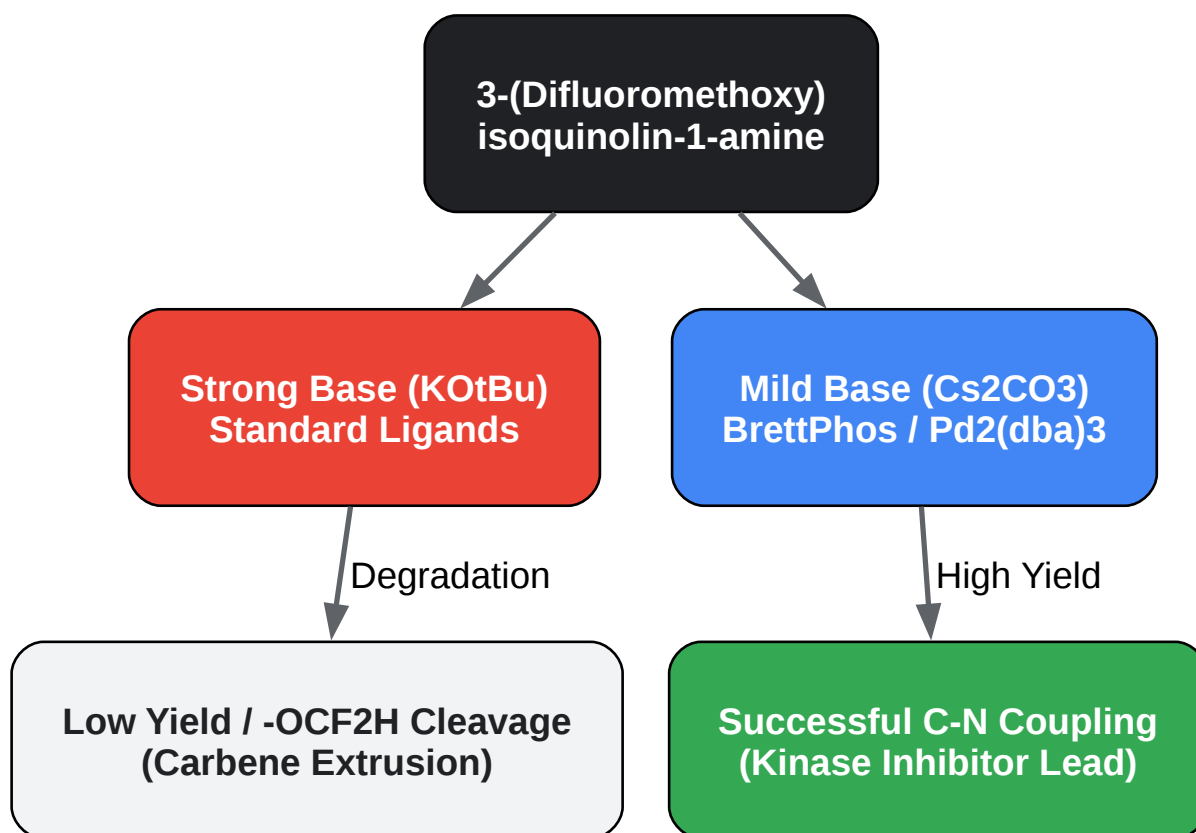 3-(Difluoromethoxy)
isoquinolin-1-amine
Strong Base (KOtBu)
Standard Ligands
Mild Base (Cs2CO3)
BrettPhos / Pd2(dba)3
Degradation
High Yield
Low Yield / -OCF2H Cleavage
(Carbene Extrusion)
Successful C-N Coupling
(Kinase Inhibitor Lead)